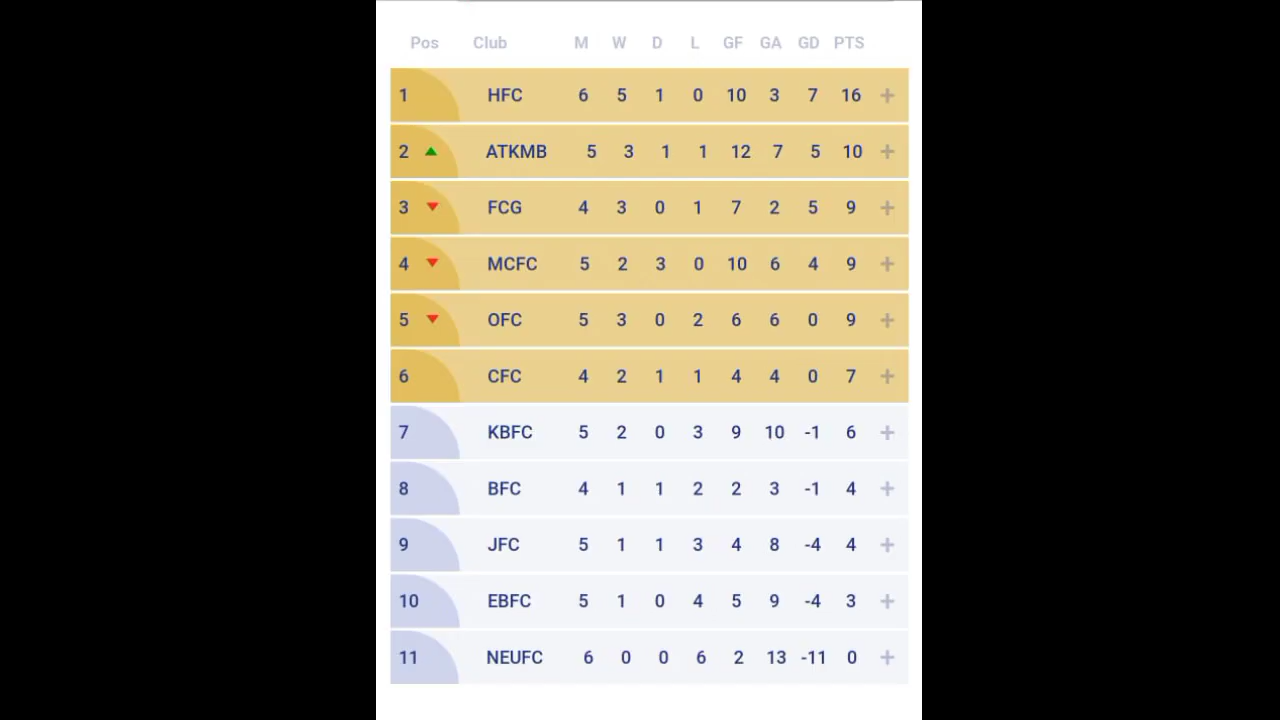 Pos Club M W D L GF GA GD PTS
1 HFC 6 5 1 0 10 3 7 16 +
2 ATKMB 5 3 1 1 12 7 5 10 +
3 FCG 4 3 0 1 7 2 5 9 +
4 MCFC 5 2 3 0 10 6 4 9 +
5 OFC 5 3 0 2 6 6 0 9 +
6 CFC 4 2 1 1 4 4 0 7 +
7 KBFC 5 2 0 3 9 10 -1 6 +
8 BFC 4 1 1 2 2 3 -1 4 +
9 JFC 5 1 1 3 4 8 -4 4 +
10 EBFC 5 1 0 4 5 9 -4 3 +
11 NEUFC 6 0 0 6 2 13 -11 0 +